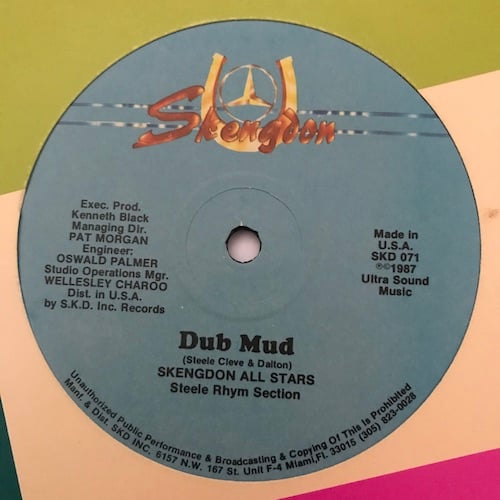 Skengdon
Exec. Prod.
Kenneth Black
Managing Dir.
PAT MORGAN
Engineer:
OSWALD PALMER
Studio Operations Mgr.
WELLESLEY CHAROO
Dist. in U.S.A.
by S.K.D. Inc. Records
Made in
U.S.A.
SKD 071
℗©1987
Ultra Sound
Music
Dub Mud
(Steele Cleve & Dalton)
SKENGDON ALL STARS
Steele Rhym Section
Unauthorized Public Performance & Broadcasting & Copying Of This Is Prohibited
Manf. & Dist. SKD INC. 6157 N.W. 167 St. Unit F-4 Miami,Fl. 33015 (305) 823-0028